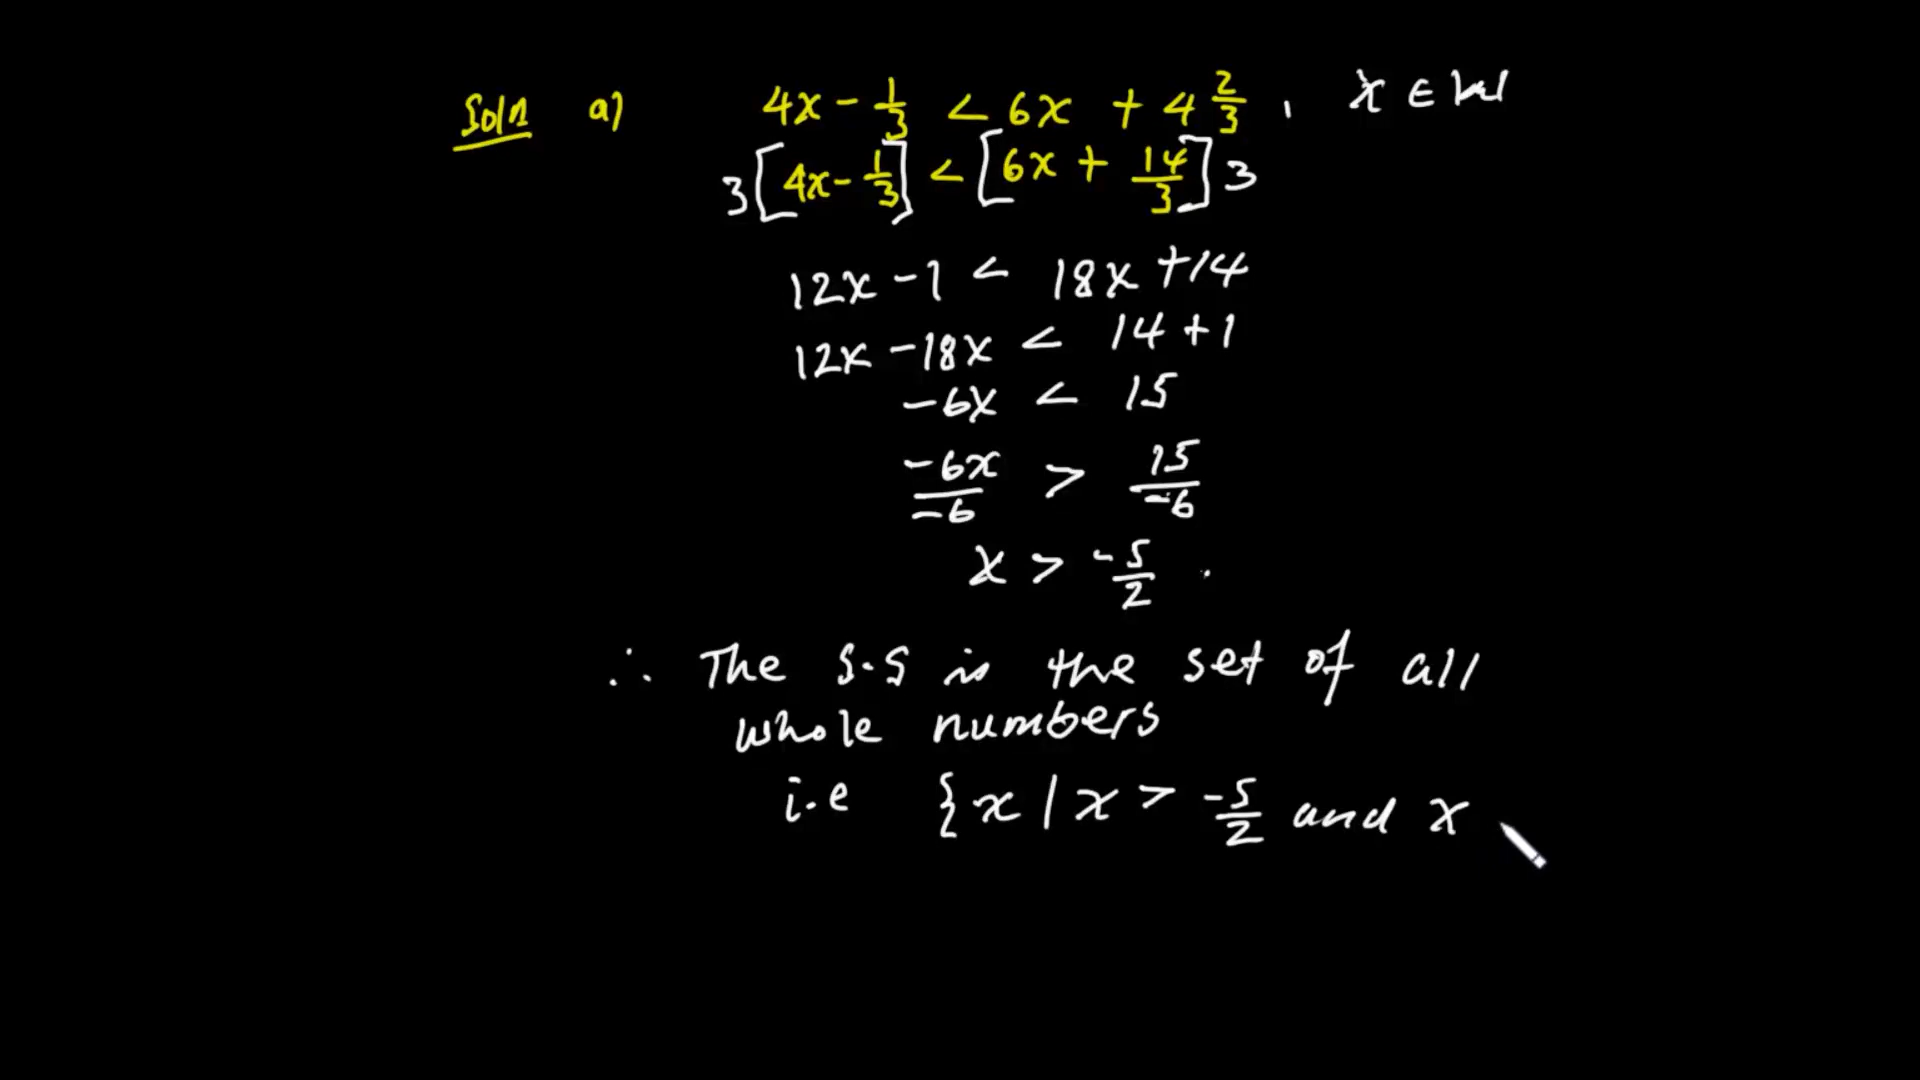 Soln a) 4x - 1/3 < 6x + 4 2/3 , x ∈ W
3[4x - 1/3] < [6x + 14/3]3
12x - 1 < 18x + 14
12x - 18x < 14 + 1
-6x < 15
-6x/-6 > 15/-6
x > -5/2 .
∴ The S.S is the set of all
whole numbers
i.e {x | x > -5/2 and x